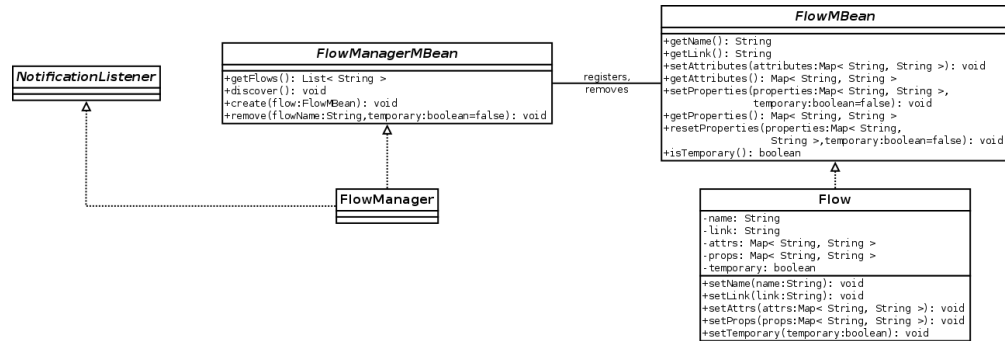 NotificationListener
FlowManagerMBean
+getFlows(): List< String >
+discover(): void
+create(flow:FlowMBean): void
+remove(flowName:String,temporary:boolean=false): void
registers,
removes
FlowMBean
+getName(): String
+getLink(): String
+setAttributes(attributes:Map< String, String >): void
+getAttributes(): Map< String, String >
+setProperties(properties:Map< String, String >,
temporary:boolean=false): void
+getProperties(): Map< String, String >
+resetProperties(properties:Map< String,
String >,temporary:boolean=false): void
+isTemporary(): boolean
FlowManager
Flow
-name: String
-link: String
-attrs: Map< String, String >
-props: Map< String, String >
-temporary: boolean
+setName(name:String): void
+setLink(link:String): void
+setAttrs(attrs:Map< String, String >): void
+setProps(props:Map< String, String >): void
+setTemporary(temporary:boolean): void